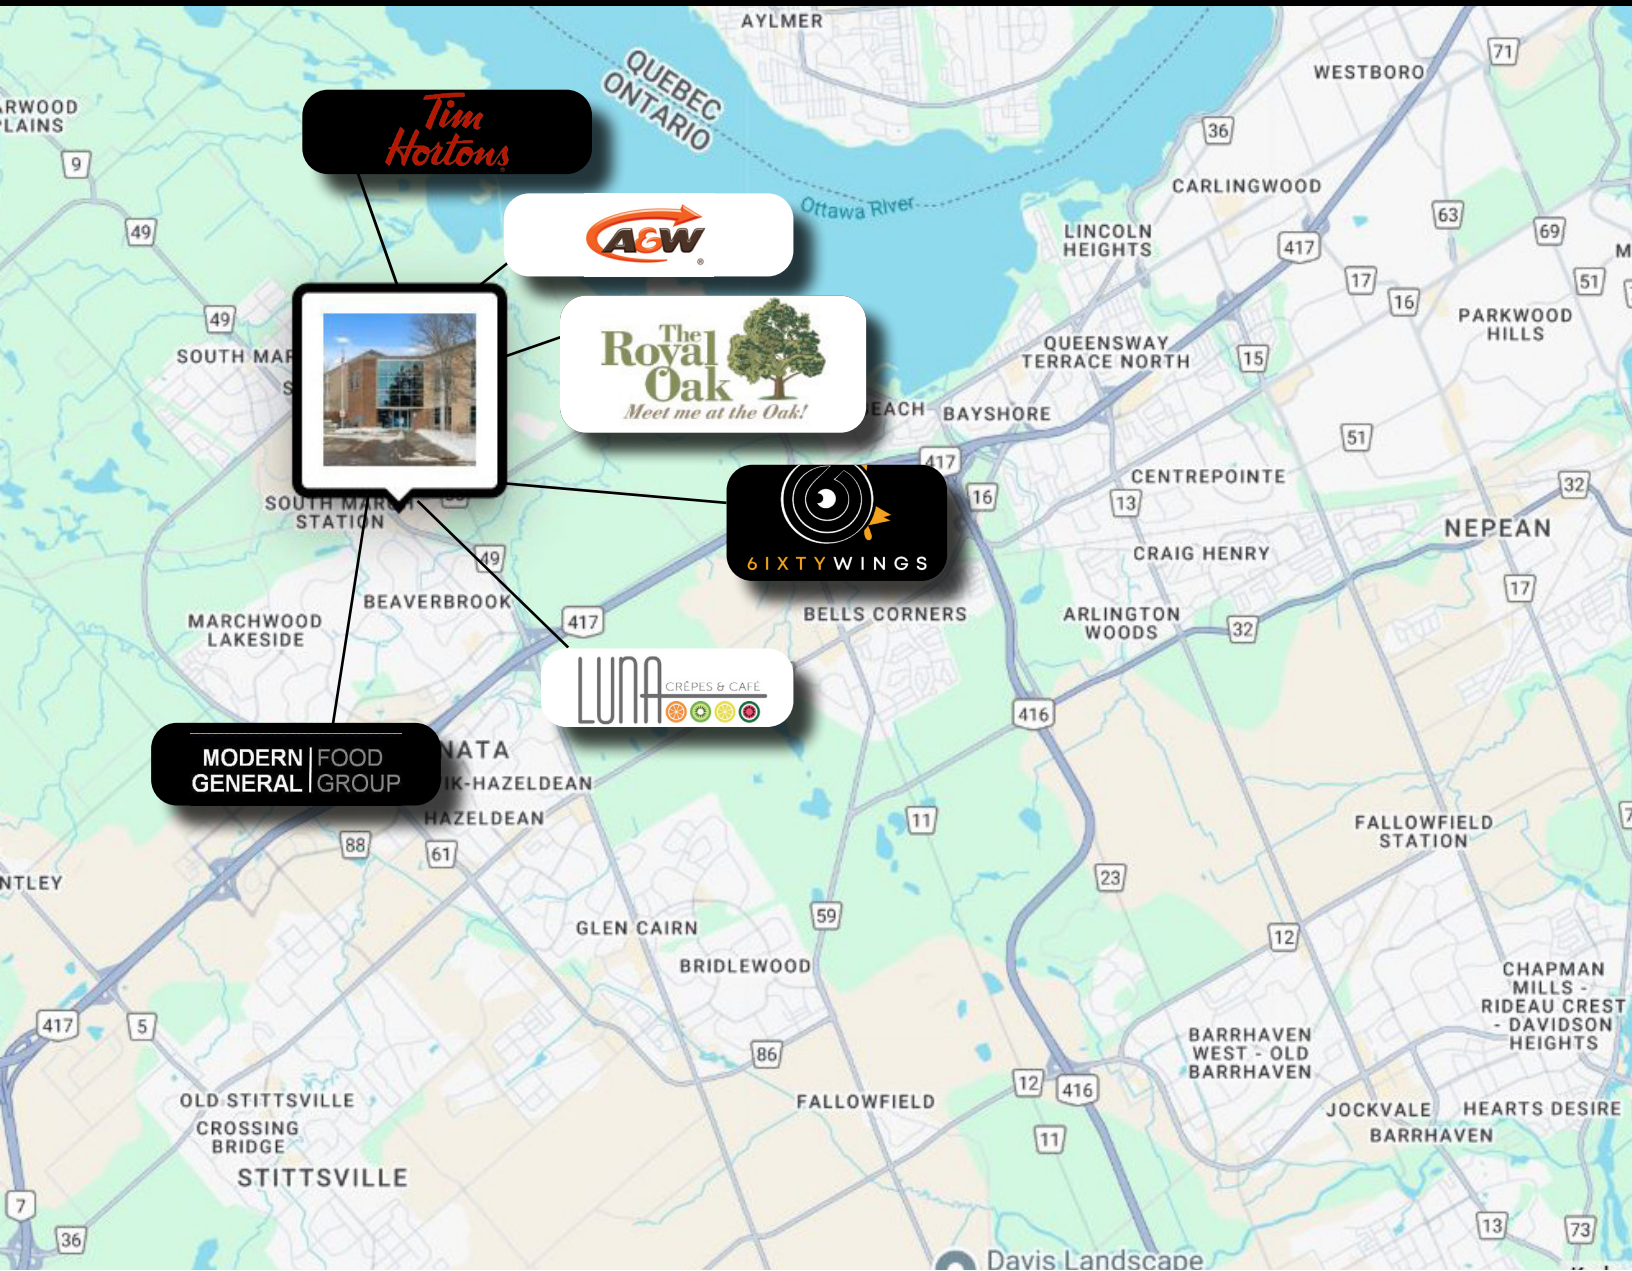 AYLMER
71
WESTBORO
QUEBEC
ONTARIO
RWOOD
LAINS
Tim
Hortons
36
9
CARLINGWOOD
A&W
®
Ottawa River
63
49
LINCOLN
HEIGHTS
417
69
17
51
16
49
PARKWOOD
HILLS
SOUTH MAR
The
Royal
Oak
Meet me at the Oak!
QUEENSWAY
TERRACE NORTH
15
EACH
BAYSHORE
51
417
CENTREPOINTE
16
13
32
SOUTH MARCH
STATION
NEPEAN
6IXTYWINGS
49
CRAIG HENRY
17
BEAVERBROOK
MARCHWOOD
LAKESIDE
417
BELLS CORNERS
ARLINGTON
WOODS
32
LUNA
CRÊPES & CAFÉ
416
MODERN GENERAL
FOOD GROUP
NATA
IK-HAZELDEAN
HAZELDEAN
11
FALLOWFIELD
STATION
88
61
NTLEY
23
59
GLEN CAIRN
12
BRIDLEWOOD
CHAPMAN
MILLS -
RIDEAU CREST
- DAVIDSON
HEIGHTS
417
5
BARRHAVEN
WEST - OLD
BARRHAVEN
86
12
416
OLD STITTSVILLE
FALLOWFIELD
JOCKVALE
HEARTS DESIRE
CROSSING
BRIDGE
11
BARRHAVEN
STITTSVILLE
7
36
13
73
Davis Landscape